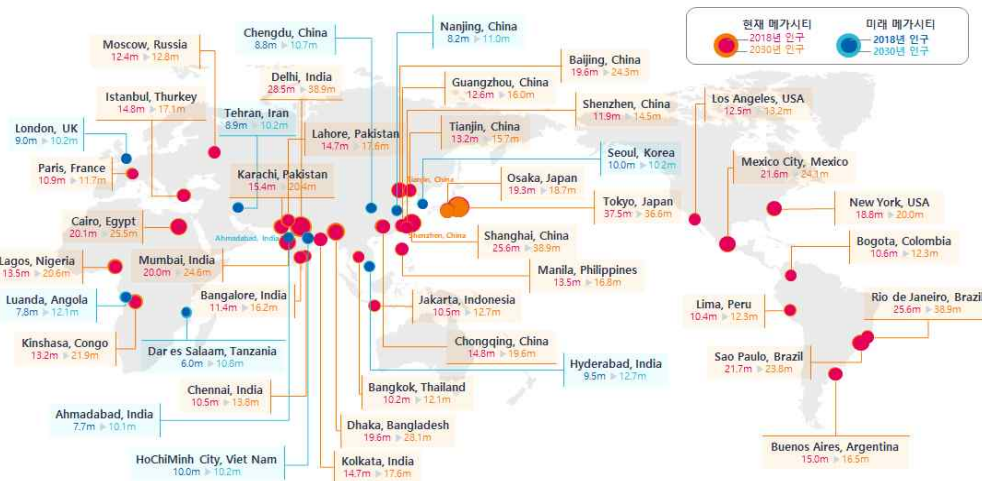 현재 메가시티
2018년 인구
2030년 인구
미래 메가시티
2018년 인구
2030년 인구
Moscow, Russia
12.4m ▶ 12.8m
Chengdu, China
8.8m ▶ 10.7m
Nanjing, China
8.2m ▶ 11.0m
Baijing, China
19.6m ▶ 24.3m
Guangzhou, China
12.6m ▶ 16.0m
Delhi, India
28.5m ▶ 38.9m
Istanbul, Thurkey
14.8m ▶ 17.1m
Tehran, Iran
8.9m ▶ 10.2m
Shenzhen, China
11.9m ▶ 14.5m
Los Angeles, USA
12.5m ▶ 13.2m
London, UK
9.0m ▶ 10.2m
Lahore, Pakistan
14.7m ▶ 17.6m
Tianjin, China
13.2m ▶ 15.7m
Seoul, Korea
10.0m ▶ 10.2m
Paris, France
10.9m ▶ 11.7m
Karachi, Pakistan
15.4m ▶ 20.4m
Tianjin, China
Osaka, Japan
19.3m ▶ 18.7m
Mexico City, Mexico
21.6m ▶ 24.1m
Tokyo, Japan
37.5m ▶ 36.6m
New York, USA
18.8m ▶ 20.0m
Cairo, Egypt
20.1m ▶ 25.5m
Ahmadabad, India
Shenzhen, China
Shanghai, China
25.6m ▶ 38.9m
Bogota, Colombia
10.6m ▶ 12.3m
Lagos, Nigeria
13.5m ▶ 20.6m
Mumbai, India
20.0m ▶ 24.6m
Manila, Philippines
13.5m ▶ 16.8m
Luanda, Angola
7.8m ▶ 12.1m
Bangalore, India
11.4m ▶ 16.2m
Jakarta, Indonesia
10.5m ▶ 12.7m
Lima, Peru
10.4m ▶ 12.3m
Rio de Janeiro, Brazil
25.6m ▶ 38.9m
Kinshasa, Congo
13.2m ▶ 21.9m
Dar es Salaam, Tanzania
6.0m ▶ 10.8m
Chongqing, China
14.8m ▶ 19.6m
Hyderabad, India
9.5m ▶ 12.7m
Sao Paulo, Brazil
21.7m ▶ 23.8m
Chennai, India
10.5m ▶ 13.8m
Bangkok, Thailand
10.2m ▶ 12.1m
Ahmadabad, India
7.7m ▶ 10.1m
Dhaka, Bangladesh
19.6m ▶ 28.1m
HoChiMinh City, Viet Nam
10.0m ▶ 10.2m
Kolkata, India
14.7m ▶ 17.6m
Buenos Aires, Argentina
15.0m ▶ 16.5m